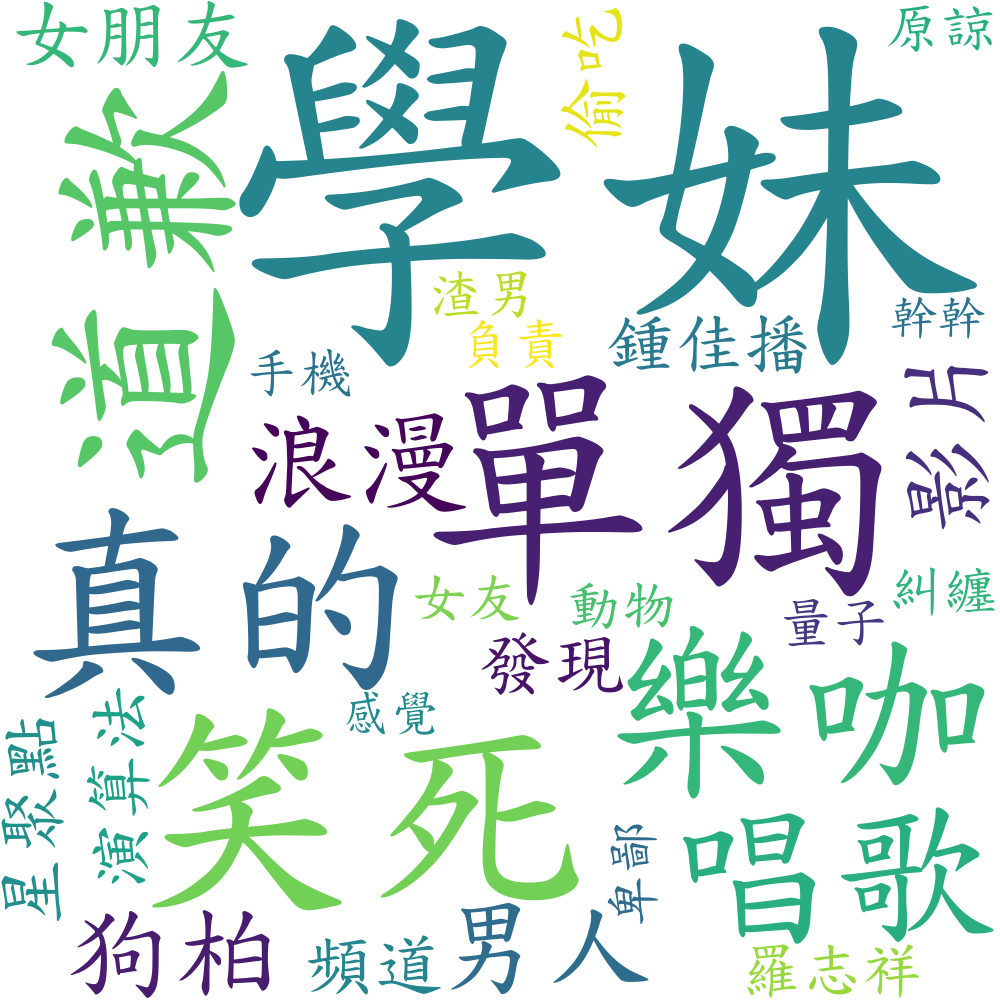 女朋友
學妹
原諒
偷吃
道歉
渣男
負責
鍾佳播
幹幹
手機
浪漫
單獨
影片
真的
女友
動物
糾纏
量子
發現
樂咖
感覺
星聚點
演算法
笑死
唱歌
卑鄙
狗柏
頻道
男人
羅志祥